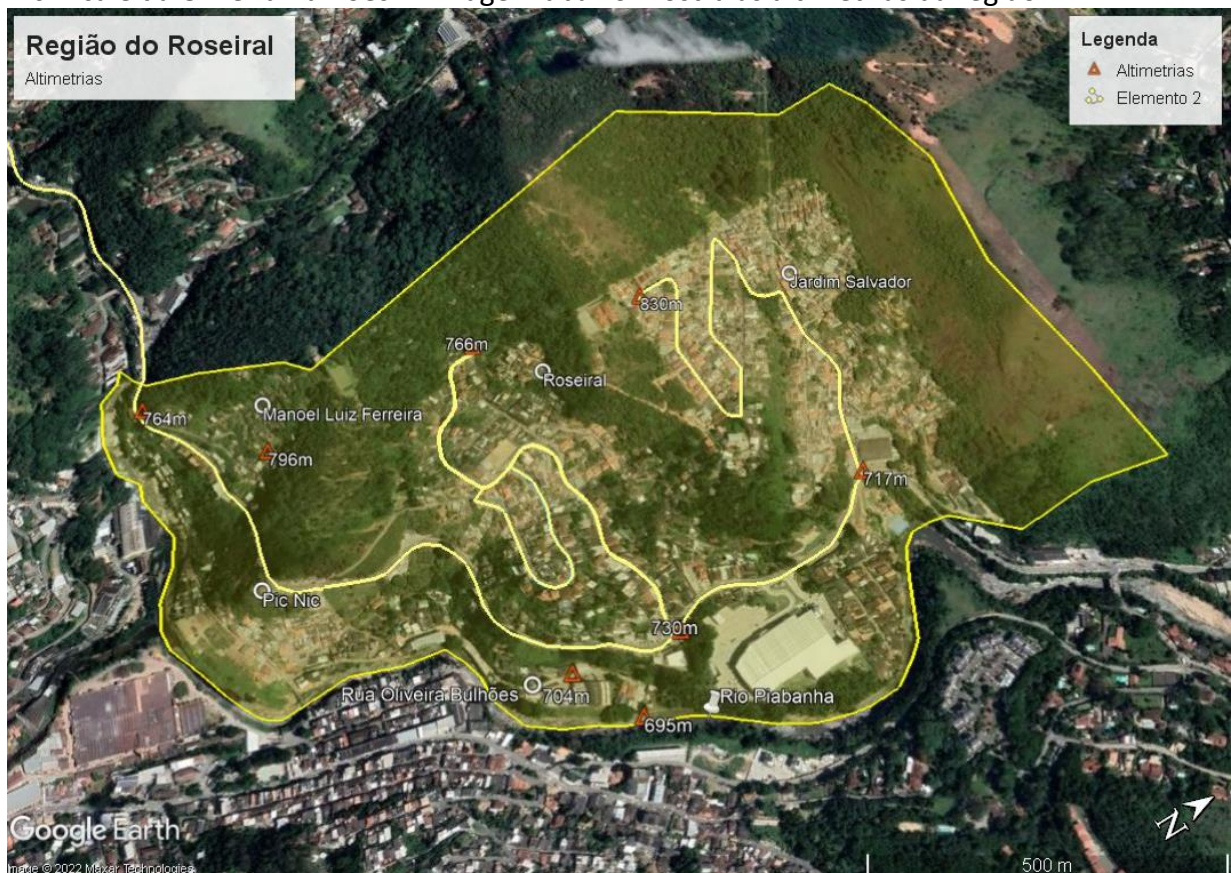 Região do Roseiral
Altimetrias
Legenda
Altimetrias
Elemento 2
Jardim Salvador
830m
766m
Roseiral
Manoel Luiz Ferreira
764m
796m
717m
Pic Nic
730m
Rua Oliveira Bulhões
704m
Rio Piabanha
695m
N
Google Earth
Image © 2022 Maxar Technologies
500 m